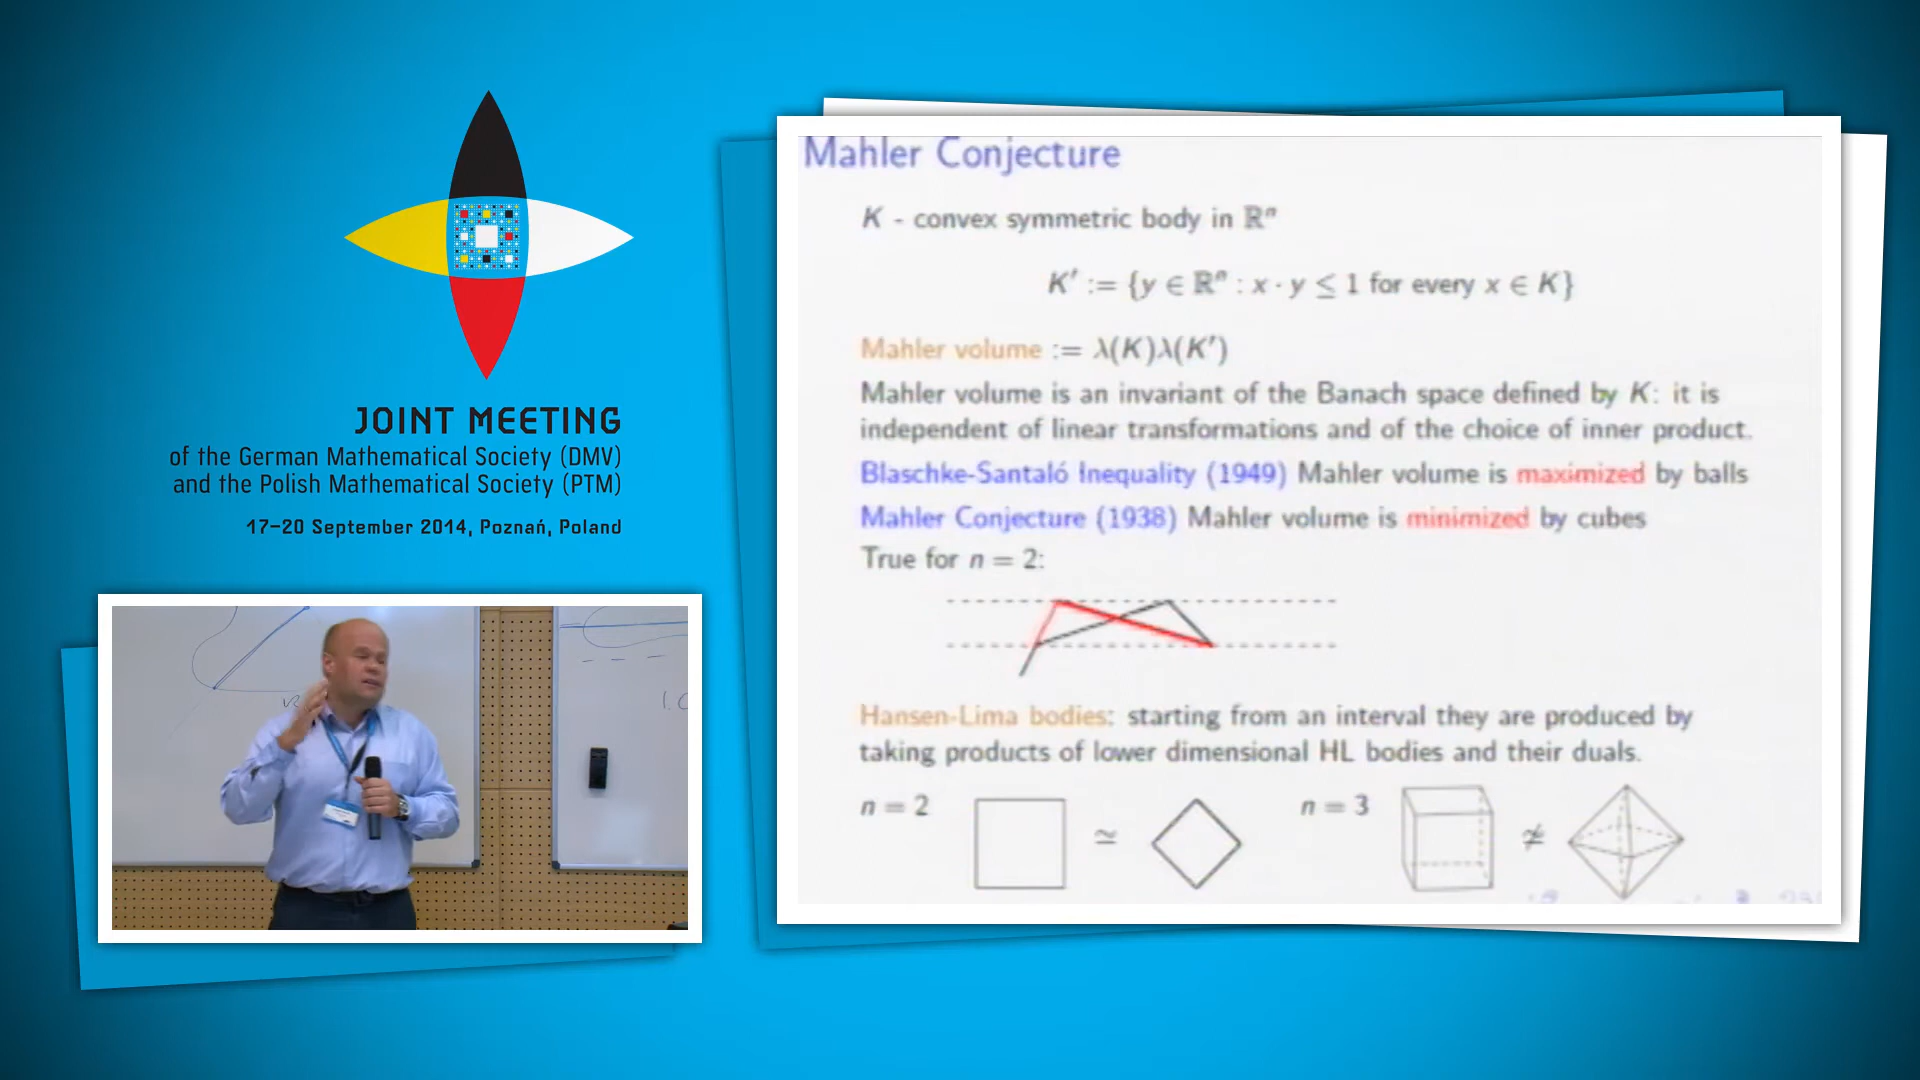 JOINT MEETING
of the German Mathematical Society (DMV)
and the Polish Mathematical Society (PTM)
17–20 September 2014, Poznań, Poland
Mahler Conjecture
K - convex symmetric body in ℝⁿ
K′ := {y ∈ ℝⁿ : x · y ≤ 1 for every x ∈ K}
Mahler volume := λ(K)λ(K′)
Mahler volume is an invariant of the Banach space defined by K: it is
independent of linear transformations and of the choice of inner product.
Blaschke-Santaló Inequality (1949) Mahler volume is maximized by balls
Mahler Conjecture (1938) Mahler volume is minimized by cubes
True for n = 2:
Hansen-Lima bodies: starting from an interval they are produced by
taking products of lower dimensional HL bodies and their duals.
n = 2 ≃ n = 3 ≄